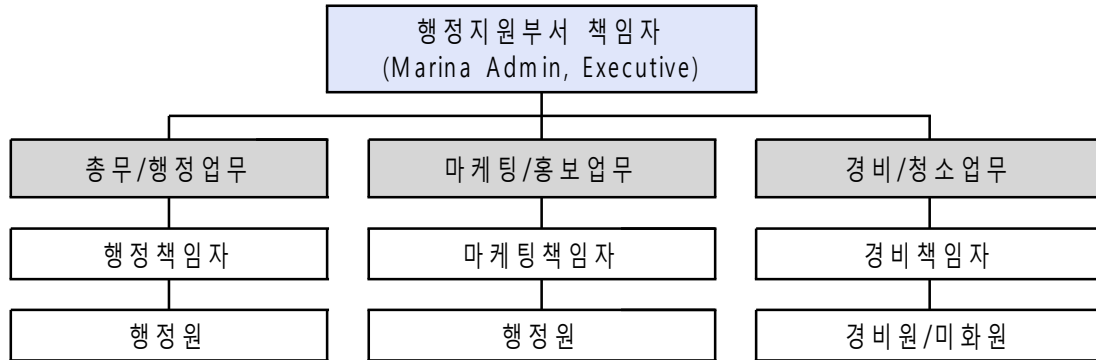 행정지원부서 책임자
(Marina Admin, Executive)
총무/행정업무
마케팅/홍보업무
경비/청소업무
행정책임자
마케팅책임자
경비책임자
행정원
행정원
경비원/미화원